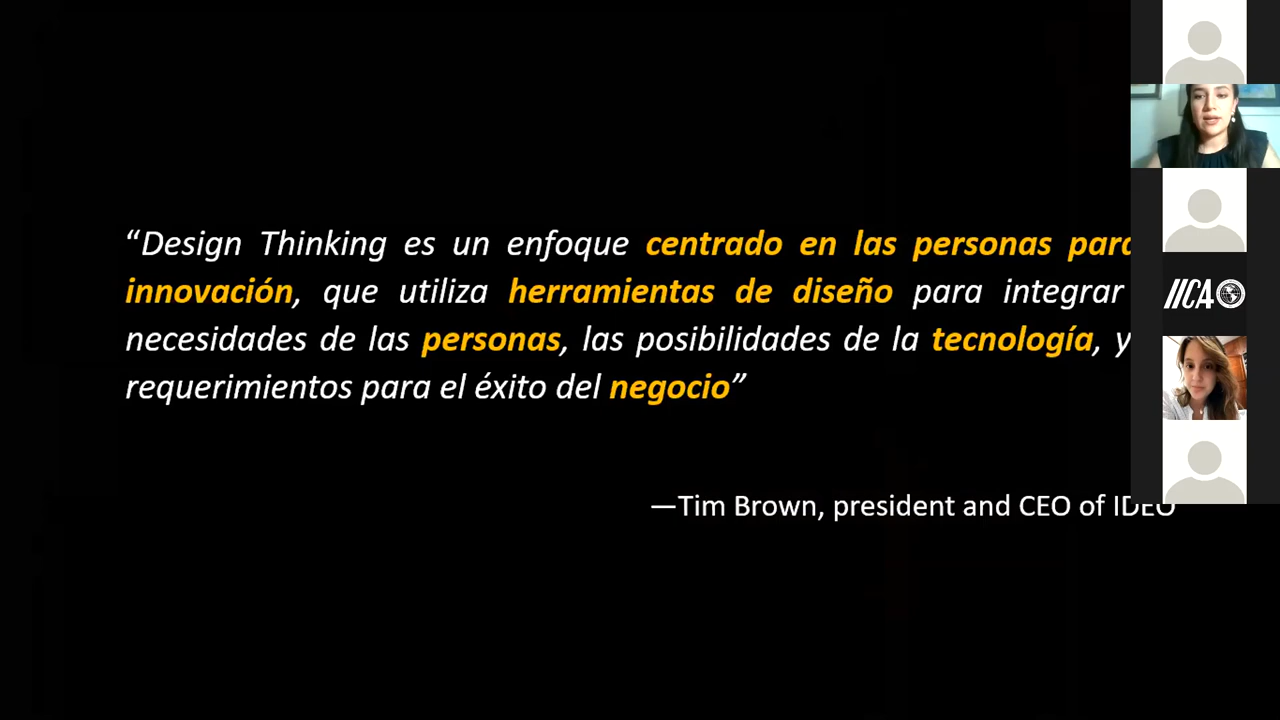 “Design Thinking es un enfoque centrado en las personas para
innovación, que utiliza herramientas de diseño para integrar
necesidades de las personas, las posibilidades de la tecnología, y
requerimientos para el éxito del negocio”
—Tim Brown, president and CEO of IDEO
IICA